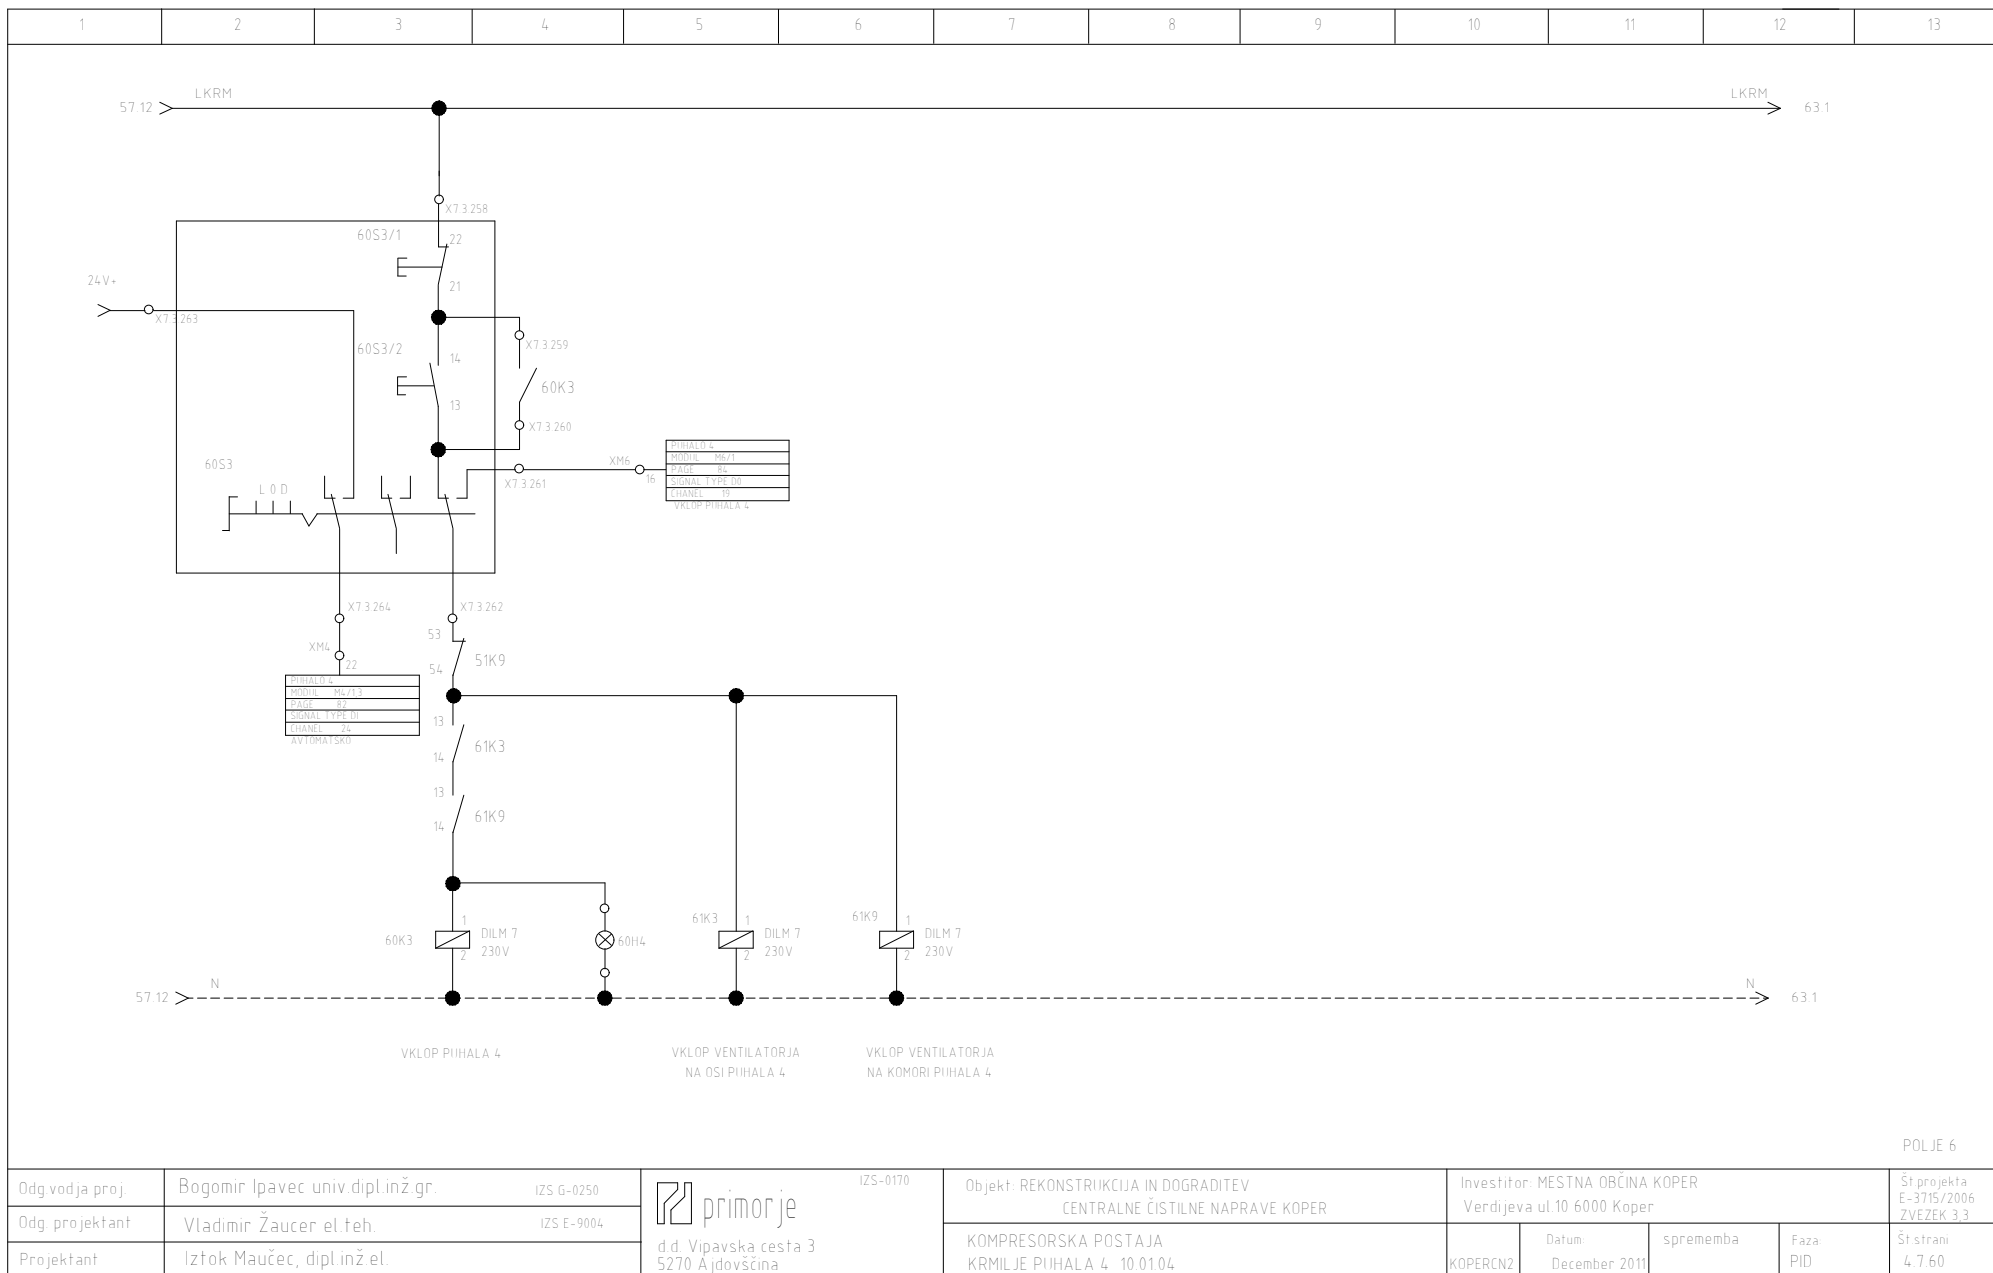 1 2 3 4 5 6 7 8 9 10 11 12 13
LKRM
57.12
LKRM
63.1
X7.3.258
60S3/1
22
21
24V+
X7.3.263
X7.3.259
60S3/2
14
60K3
13
X7.3.260
60S3
L 0 D
XM6
X7.3.261
16
PUHALO 4
MODUL M6/1
PAGE 84
SIGNAL TYPE DO
CHANEL 19
VKLOP PUHALA 4
X7.3.264
X7.3.262
53
XM4
22
54
51K9
PUHALO 4
MODUL M4/1,3
PAGE 82
SIGNAL TYPE DI
CHANEL 24
AVTOMATSKO
13
61K3
14
13
61K9
14
60K3
1
2
DILM 7
230V
60H4
61K3
1
2
DILM 7
230V
61K9
1
2
DILM 7
230V
57.12
N
N
63.1
VKLOP PUHALA 4
VKLOP VENTILATORJA
NA OSI PUHALA 4
VKLOP VENTILATORJA
NA KOMORI PUHALA 4
POLJE 6
Odg.vodja proj. Bogomir Ipavec univ.dipl.inž.gr. IZS G-0250
Odg. projektant Vladimir Žaucer el.teh. IZS E-9004
Projektant Iztok Maučec, dipl.inž.el.
IZS-0170
primorje
d.d. Vipavska cesta 3
5270 Ajdovščina
Objekt: REKONSTRUKCIJA IN DOGRADITEV
CENTRALNE ČISTILNE NAPRAVE KOPER
KOMPRESORSKA POSTAJA
KRMILJE PUHALA 4 10.01.04
Investitor: MESTNA OBČINA KOPER
Verdijeva ul.10 6000 Koper
KOPERCN2
Datum:
December 2011
sprememba
Faza:
PID
Št.projekta
E-3715/2006
ZVEZEK 3,3
Št.strani
4.7.60